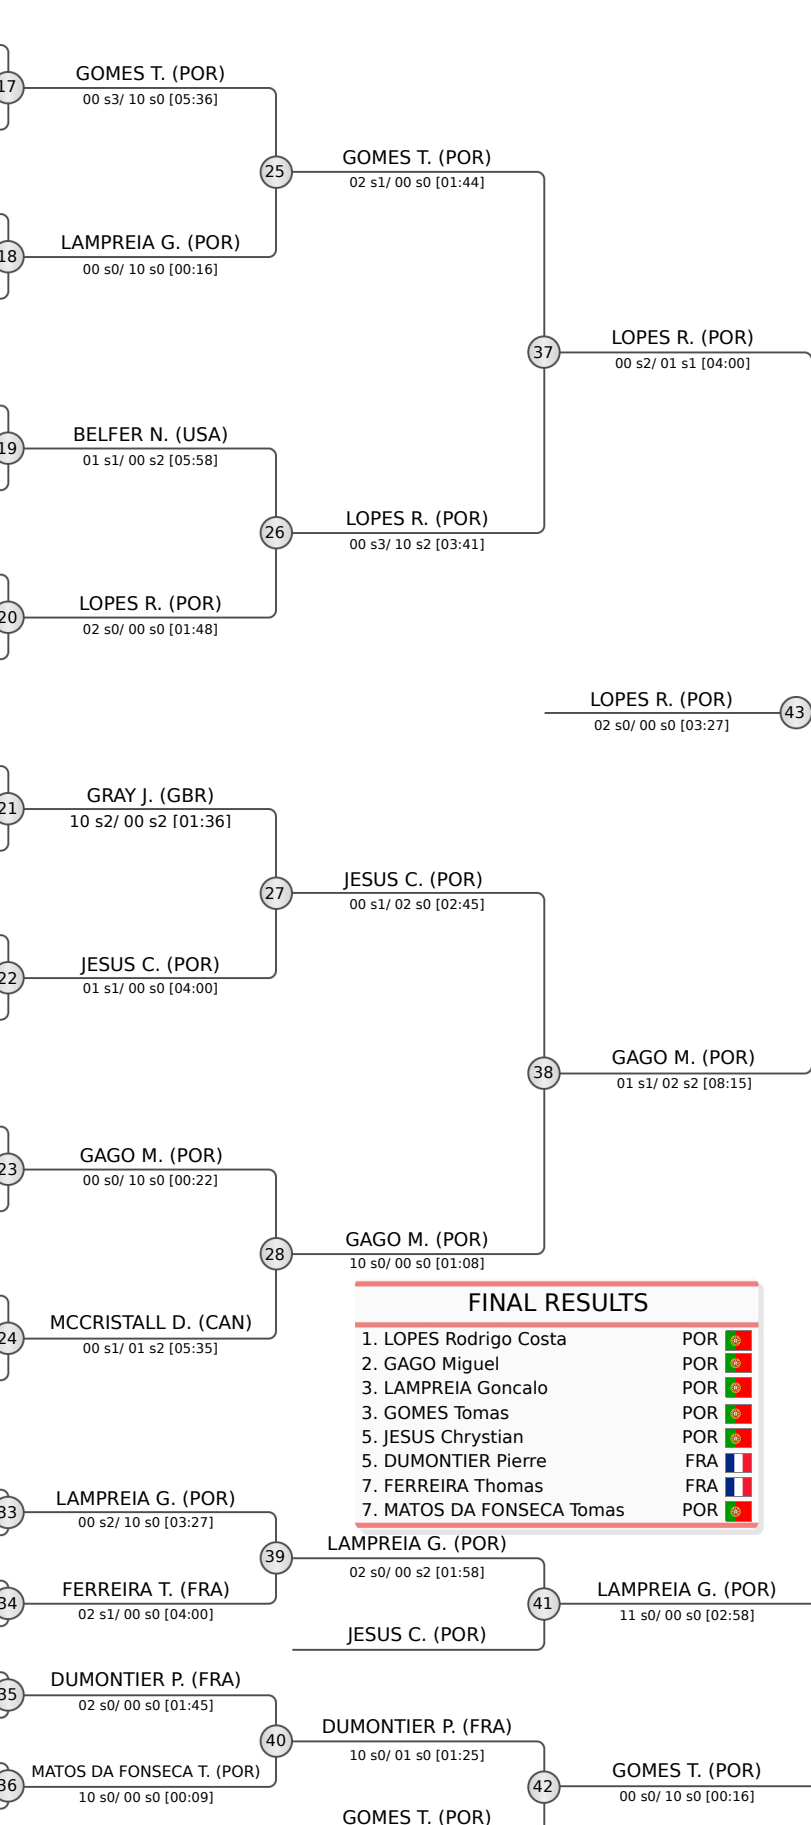 17
GOMES T. (POR)
00 s3/ 10 s0 [05:36]
25
GOMES T. (POR)
02 s1/ 00 s0 [01:44]
18
LAMPREIA G. (POR)
00 s0/ 10 s0 [00:16]
37
LOPES R. (POR)
00 s2/ 01 s1 [04:00]
19
BELFER N. (USA)
01 s1/ 00 s2 [05:58]
26
LOPES R. (POR)
00 s3/ 10 s2 [03:41]
20
LOPES R. (POR)
02 s0/ 00 s0 [01:48]
LOPES R. (POR)
02 s0/ 00 s0 [03:27]
43
21
GRAY J. (GBR)
10 s2/ 00 s2 [01:36]
27
JESUS C. (POR)
00 s1/ 02 s0 [02:45]
22
JESUS C. (POR)
01 s1/ 00 s0 [04:00]
38
GAGO M. (POR)
01 s1/ 02 s2 [08:15]
23
GAGO M. (POR)
00 s0/ 10 s0 [00:22]
28
GAGO M. (POR)
10 s0/ 00 s0 [01:08]
24
MCCRISTALL D. (CAN)
00 s1/ 01 s2 [05:35]
FINAL RESULTS
1. LOPES Rodrigo Costa POR
2. GAGO Miguel POR
3. LAMPREIA Goncalo POR
3. GOMES Tomas POR
5. JESUS Chrystian POR
5. DUMONTIER Pierre FRA
7. FERREIRA Thomas FRA
7. MATOS DA FONSECA Tomas POR
33
LAMPREIA G. (POR)
00 s2/ 10 s0 [03:27]
39
LAMPREIA G. (POR)
02 s0/ 00 s2 [01:58]
34
FERREIRA T. (FRA)
02 s1/ 00 s0 [04:00]
41
LAMPREIA G. (POR)
11 s0/ 00 s0 [02:58]
JESUS C. (POR)
35
DUMONTIER P. (FRA)
02 s0/ 00 s0 [01:45]
40
DUMONTIER P. (FRA)
10 s0/ 01 s0 [01:25]
36
MATOS DA FONSECA T. (POR)
10 s0/ 00 s0 [00:09]
42
GOMES T. (POR)
00 s0/ 10 s0 [00:16]
GOMES T. (POR)